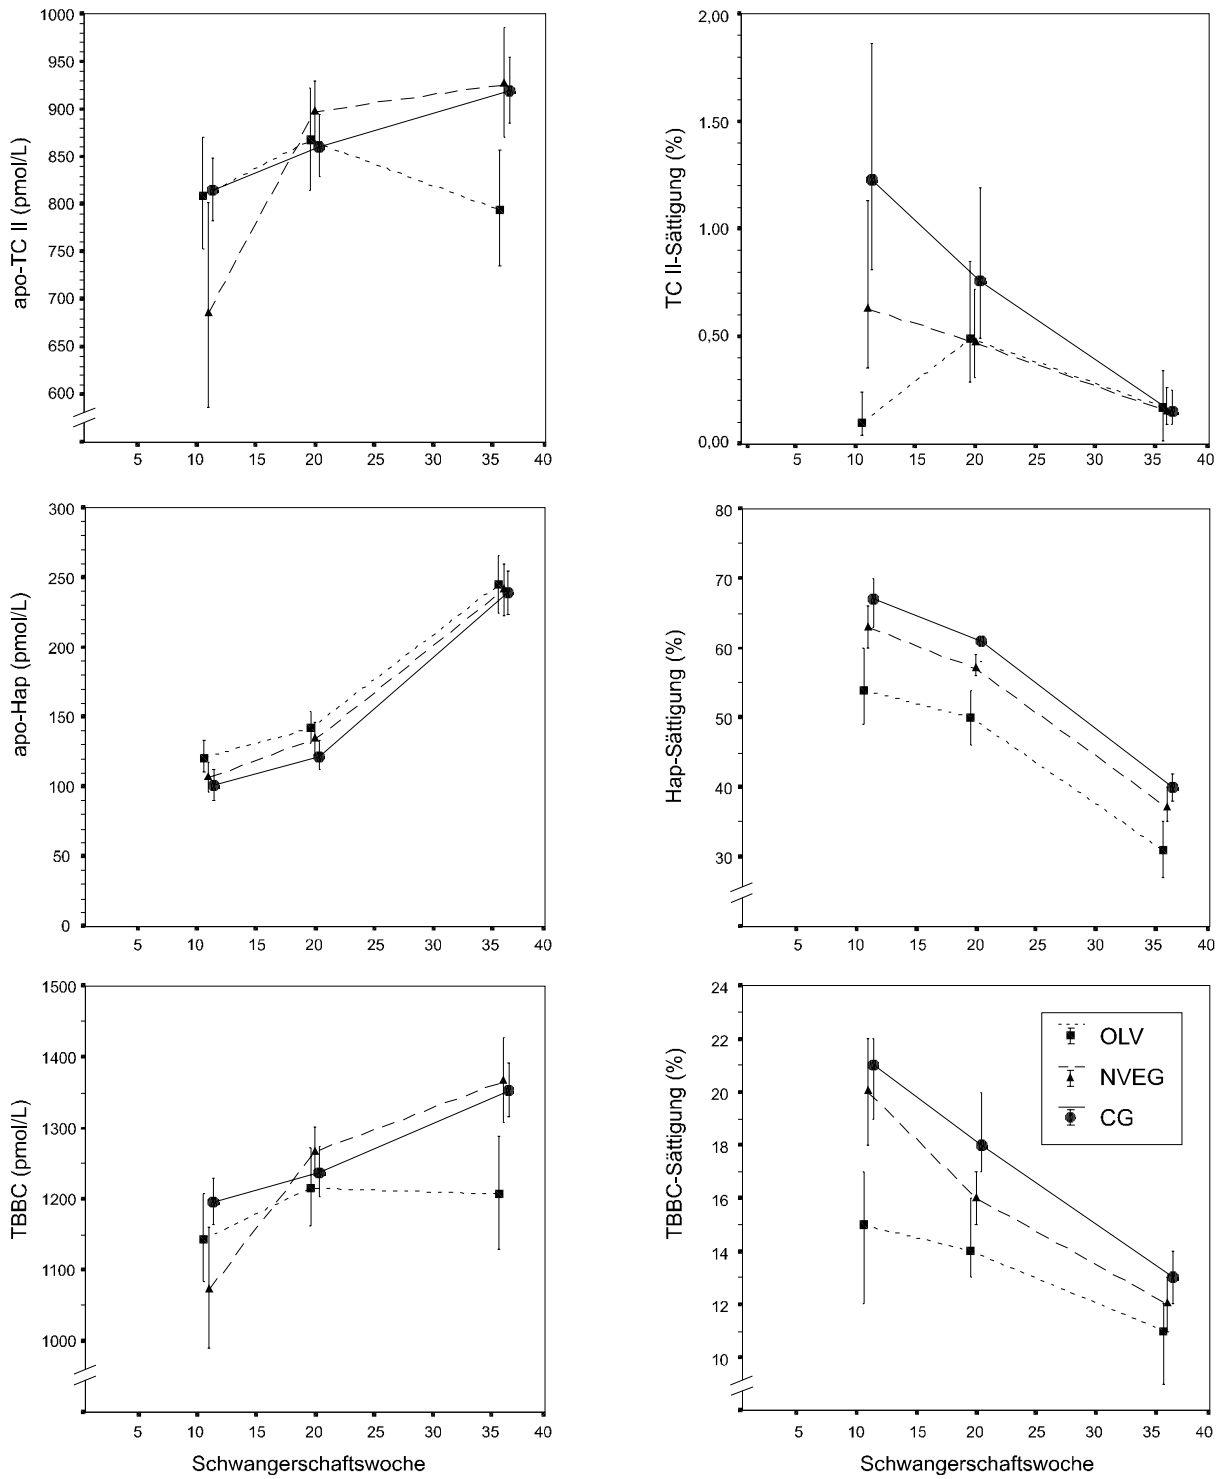 apo-TC II (pmol/L)
1000
950
900
850
800
750
700
650
600
5 10 15 20 25 30 35 40
TC II-Sättigung (%)
2,00
1.50
1.00
0,50
0,00
5 10 15 20 25 30 35 40
apo-Hap (pmol/L)
300
250
200
150
100
50
0
5 10 15 20 25 30 35 40
Hap-Sättigung (%)
80
70
60
50
40
30
5 10 15 20 25 30 35 40
TBBC (pmol/L)
1500
1400
1300
1200
1100
1000
5 10 15 20 25 30 35 40
Schwangerschaftswoche
TBBC-Sättigung (%)
24
22
20
18
16
14
12
10
OLV
NVEG
CG
5 10 15 20 25 30 35 40
Schwangerschaftswoche